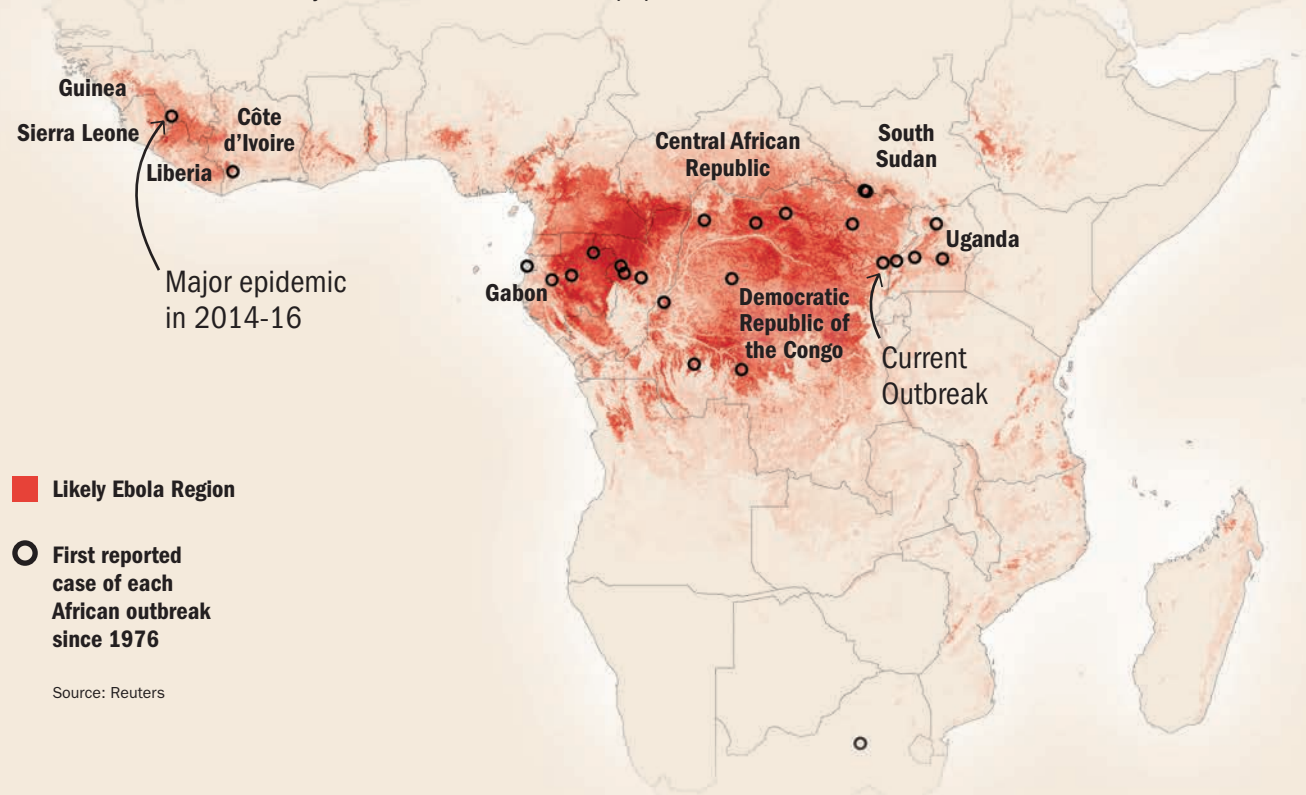 Guinea
Sierra Leone
Côte
d’Ivoire
Liberia
Major epidemic
in 2014-16
Central African
Republic
South
Sudan
Uganda
Gabon
Democratic
Republic of
the Congo
Current
Outbreak
Likely Ebola Region
First reported
case of each
African outbreak
since 1976
Source: Reuters